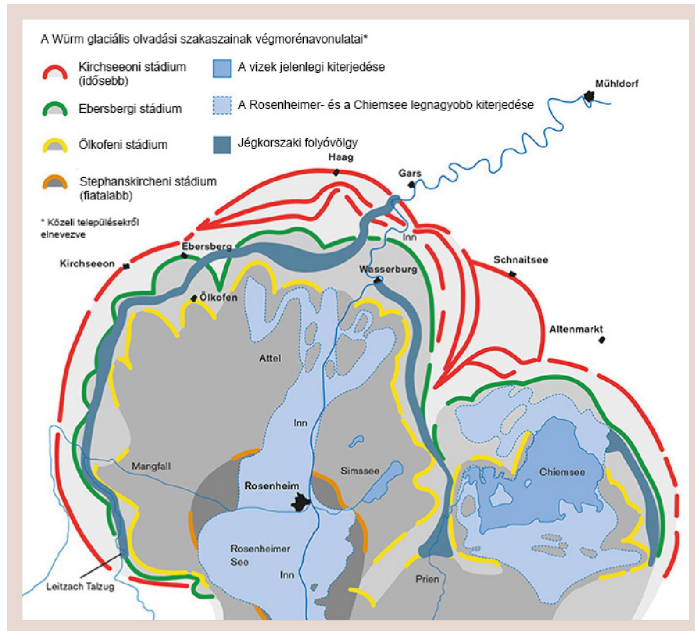 A Würm glaciális olvadási szakaszainak végmorénavonulatai*
Kirchseeoni stádium
(idősebb)
A vizek jelenlegi kiterjedése
Ebersbergi stádium
A Rosenheimer- és a Chiemsee legnagyobb kiterjedése
Ölkofeni stádium
Jégkorszaki folyóvölgy
Stephanskircheni stádium
(fiatalabb)
* Közeli településekről
elnevezve
Mühldorf
Haag
Gars
Inn
Ebersberg
Kirchseeon
Wasserburg
Schnaitsee
Ölkofen
Altenmarkt
Attel
Inn
Mangfall
Simssee
Chiemsee
Rosenheim
Rosenheimer
See
Inn
Prien
Leitzach Talzug